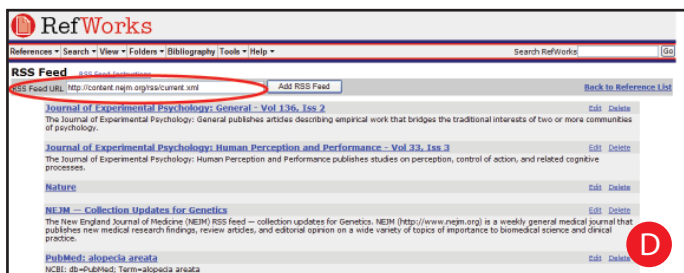 RefWorks
References Search View Folders Bibliography Tools Help Search RefWorks Go
RSS Feed RSS Feed Instructions
RSS Feed URL http://content.nejm.org/rss/current.xml Add RSS Feed Back to Reference List
Journal of Experimental Psychology: General - Vol 136, Iss 2 Edit Delete
The Journal of Experimental Psychology: General publishes articles describing empirical work that bridges the traditional interests of two or more communities
of psychology.
Journal of Experimental Psychology: Human Perception and Performance - Vol 33, Iss 3 Edit Delete
The Journal of Experimental Psychology: Human Perception and Performance publishes studies on perception, control of action, and related cognitive
processes.
Nature Edit Delete
NEJM — Collection Updates for Genetics Edit Delete
The New England Journal of Medicine (NEJM) RSS feed — collection updates for Genetics. NEJM (http://www.nejm.org) is a weekly general medical journal that
publishes new medical research findings, review articles, and editorial opinion on a wide variety of topics of importance to biomedical science and clinical
practice.
PubMed: alopecia areata Edit Delete
NCBI: db=PubMed; Term=alopecia areata
D